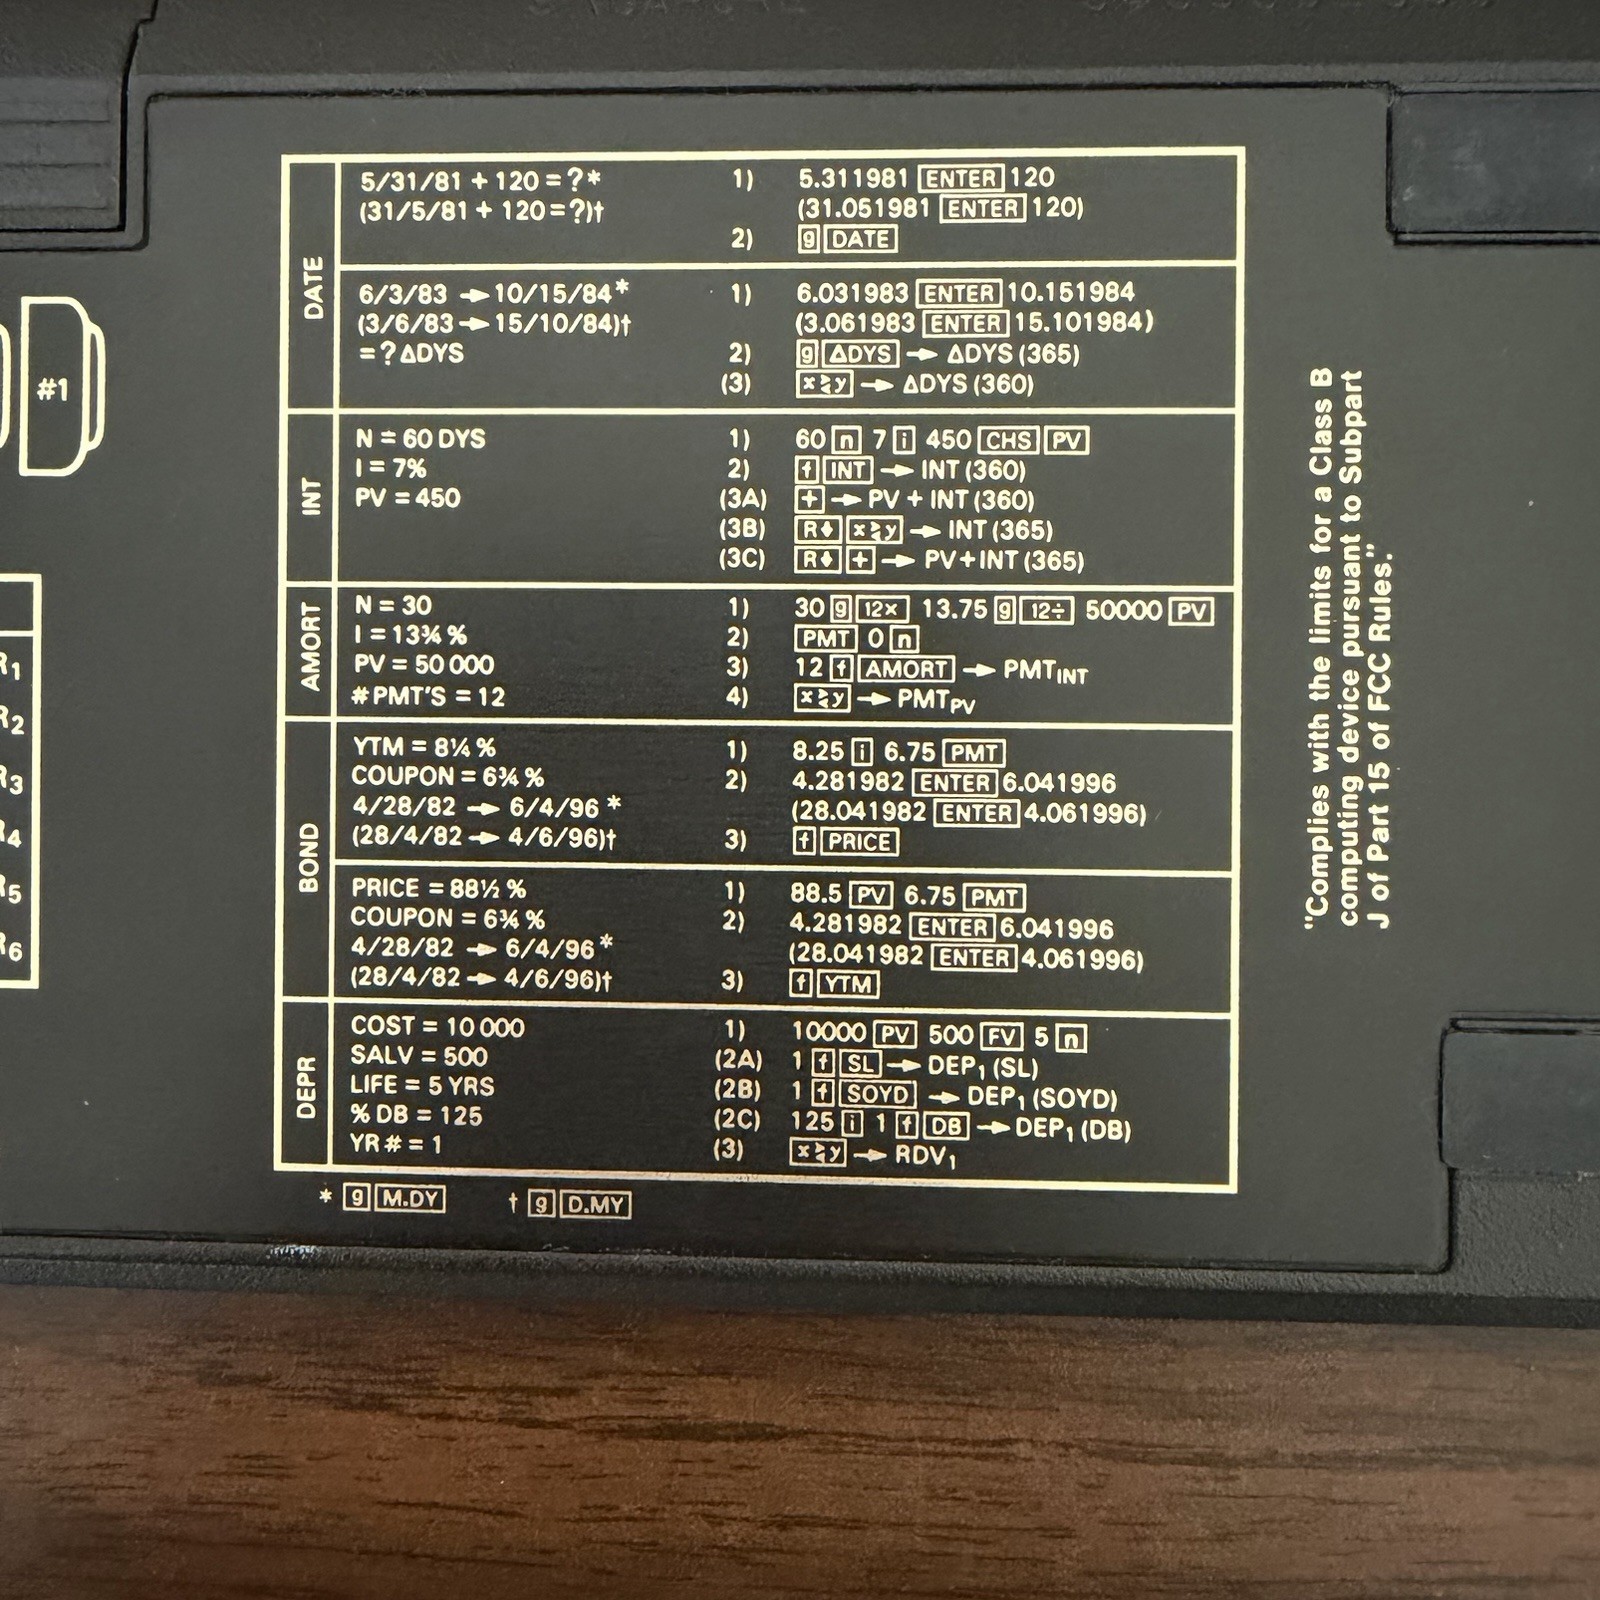 #1
R1
R2
R3
R4
R5
R6
DATE
5/31/81 + 120 = ? * 1) 5.311981 ENTER 120
(31/5/81 + 120 = ?)† (31.051981 ENTER 120)
2) g DATE
6/3/83 → 10/15/84* 1) 6.031983 ENTER 10.151984
(3/6/83 → 15/10/84)† (3.061983 ENTER 15.101984)
= ? ΔDYS 2) g ΔDYS → ΔDYS (365)
(3) x≷y → ΔDYS (360)
INT
N = 60 DYS 1) 60 n 7 i 450 CHS PV
I = 7% 2) f INT → INT (360)
PV = 450 (3A) + → PV + INT (360)
(3B) R↓ x≷y → INT (365)
(3C) R↓ + → PV+INT (365)
AMORT
N = 30 1) 30 g 12× 13.75 g 12÷ 50000 PV
I = 13¾ % 2) PMT 0 n
PV = 50 000 3) 12 f AMORT → PMTINT
# PMT'S = 12 4) x≷y → PMTPV
BOND
YTM = 8¼ % 1) 8.25 i 6.75 PMT
COUPON = 6¾ % 2) 4.281982 ENTER 6.041996
4/28/82 → 6/4/96 * (28.041982 ENTER 4.061996)
(28/4/82 → 4/6/96)† 3) f PRICE
PRICE = 88½ % 1) 88.5 PV 6.75 PMT
COUPON = 6¾ % 2) 4.281982 ENTER 6.041996
4/28/82 → 6/4/96 * (28.041982 ENTER 4.061996)
(28/4/82 → 4/6/96)† 3) f YTM
DEPR
COST = 10 000 1) 10000 PV 500 FV 5 n
SALV = 500 (2A) 1 f SL → DEP1 (SL)
LIFE = 5 YRS (2B) 1 f SOYD → DEP1 (SOYD)
% DB = 125 (2C) 125 i 1 f DB → DEP1 (DB)
YR # = 1 (3) x≷y → RDV1
* g M.DY † g D.MY
"Complies with the limits for a Class B
computing device pursuant to Subpart
J of Part 15 of FCC Rules."